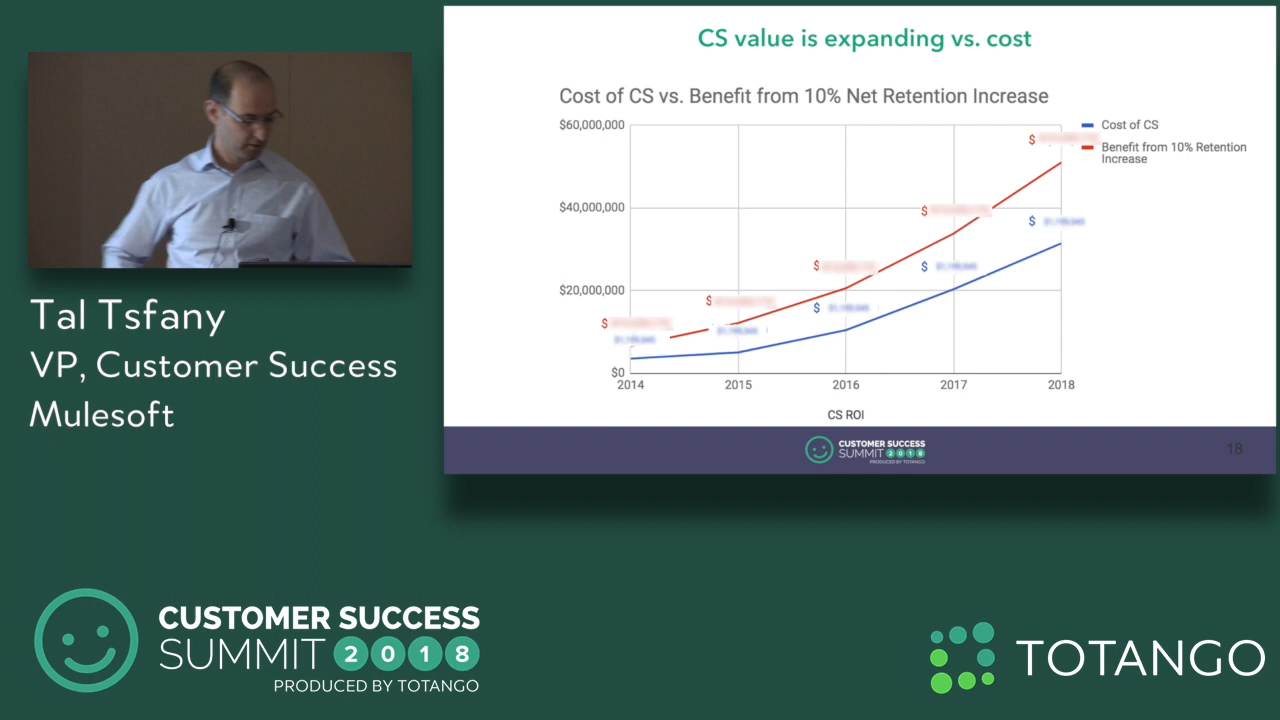 CS value is expanding vs. cost
Cost of CS vs. Benefit from 10% Net Retention Increase
$60,000,000
$40,000,000
$20,000,000
$0
2014 2015 2016 2017 2018
CS ROI
Cost of CS
Benefit from 10% Retention
Increase
$
$
$
$
$
$
$
$
CUSTOMER SUCCESS
SUMMIT 2018
PRODUCED BY TOTANGO
18
Tal Tsfany
VP, Customer Success
Mulesoft
CUSTOMER SUCCESS
SUMMIT 2018
PRODUCED BY TOTANGO
TOTANGO